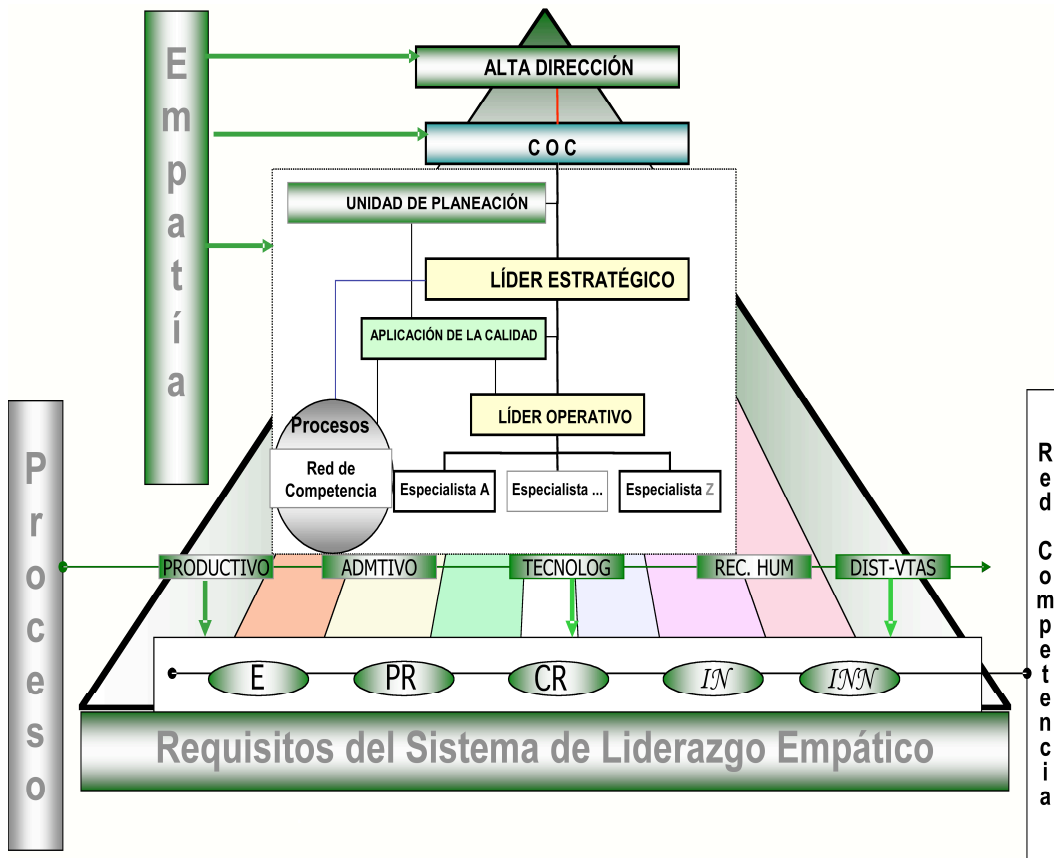 Empatía
ALTA DIRECCIÓN
C O C
UNIDAD DE PLANEACIÓN
LÍDER ESTRATÉGICO
APLICACIÓN DE LA CALIDAD
LÍDER OPERATIVO
Procesos
Red de
Competencia
Especialista A
Especialista ...
Especialista Z
Proceso
Red Competencia
PRODUCTIVO
ADMTIVO
TECNOLOG
REC. HUM
DIST-VTAS
E
PR
CR
IN
INN
Requisitos del Sistema de Liderazgo Empático